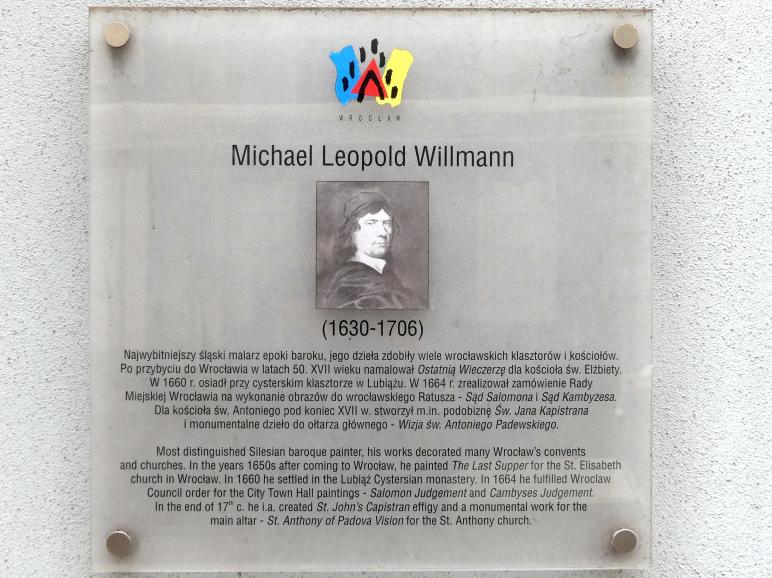 WROCŁAW
Michael Leopold Willmann
(1630-1706)
Najwybitniejszy śląski malarz epoki baroku, jego dzieła zdobiły wiele wrocławskich klasztorów i kościołów.
Po przybyciu do Wrocławia w latach 50. XVII wieku namalował Ostatnią Wieczerzę dla kościoła św. Elżbiety.
W 1660 r. osiadł przy cysterskim klasztorze w Lubiążu. W 1664 r. zrealizował zamówienie Rady
Miejskiej Wrocławia na wykonanie obrazów do wrocławskiego Ratusza - Sąd Salomona i Sąd Kambyzesa.
Dla kościoła św. Antoniego pod koniec XVII w. stworzył m.in. podobiznę Św. Jana Kapistrana
i monumentalne dzieło do ołtarza głównego - Wizja św. Antoniego Padewskiego.
Most distinguished Silesian baroque painter, his works decorated many Wrocław's convents
and churches. In the years 1650s after coming to Wrocław, he painted The Last Supper for the St. Elisabeth
church in Wrocław. In 1660 he settled in the Lubiąż Cystersian monastery. In 1664 he fulfilled Wroclaw
Council order for the City Town Hall paintings - Salomon Judgement and Cambyses Judgement.
In the end of 17th c. he i.a. created St. John's Capistran effigy and a monumental work for the
main altar - St. Anthony of Padova Vision for the St. Anthony church.